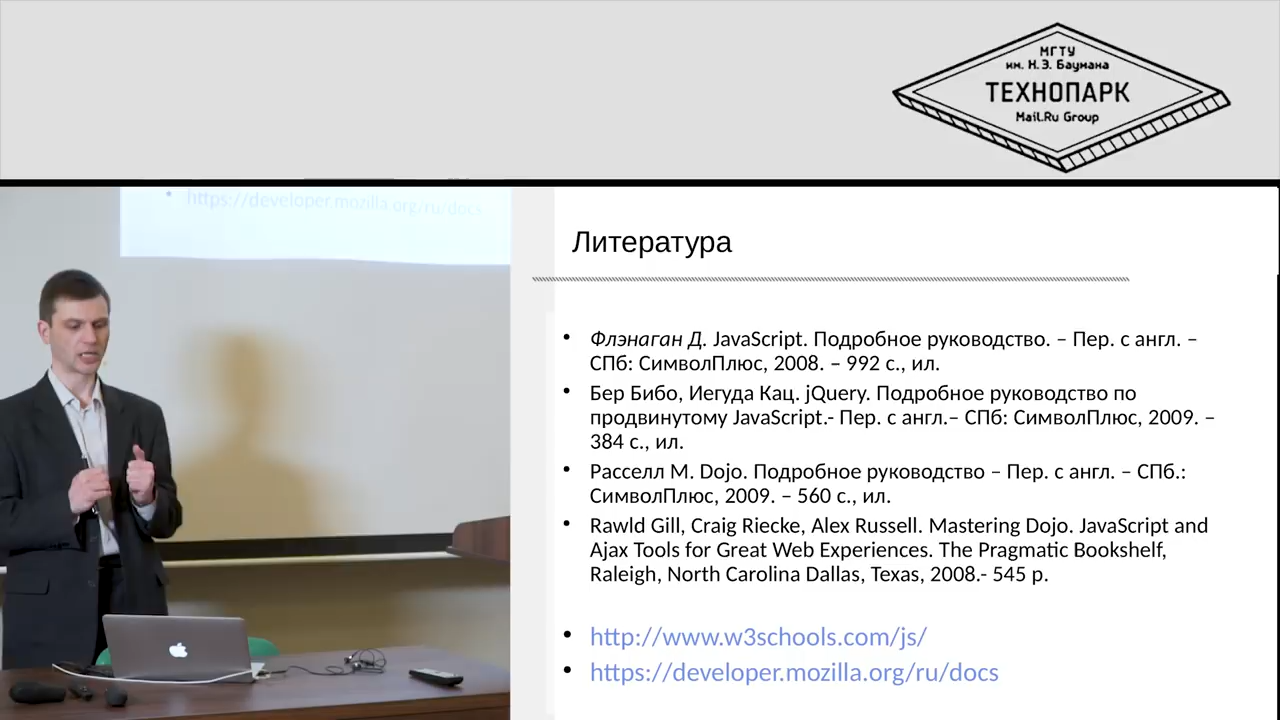 МГТУ
им. Н.Э. Баумана
ТЕХНОПАРК
Mail.Ru Group
https://developer.mozilla.org/ru/docs
Литература
• Флэнаган Д. JavaScript. Подробное руководство. – Пер. с англ. –
СПб: СимволПлюс, 2008. – 992 с., ил.
• Бер Бибо, Иегуда Кац. jQuery. Подробное руководство по
продвинутому JavaScript.- Пер. с англ.– СПб: СимволПлюс, 2009. –
384 с., ил.
• Расселл М. Dojo. Подробное руководство – Пер. с англ. – СПб.:
СимволПлюс, 2009. – 560 с., ил.
• Rawld Gill, Craig Riecke, Alex Russell. Mastering Dojo. JavaScript and
Ajax Tools for Great Web Experiences. The Pragmatic Bookshelf,
Raleigh, North Carolina Dallas, Texas, 2008.- 545 p.
• http://www.w3schools.com/js/
• https://developer.mozilla.org/ru/docs